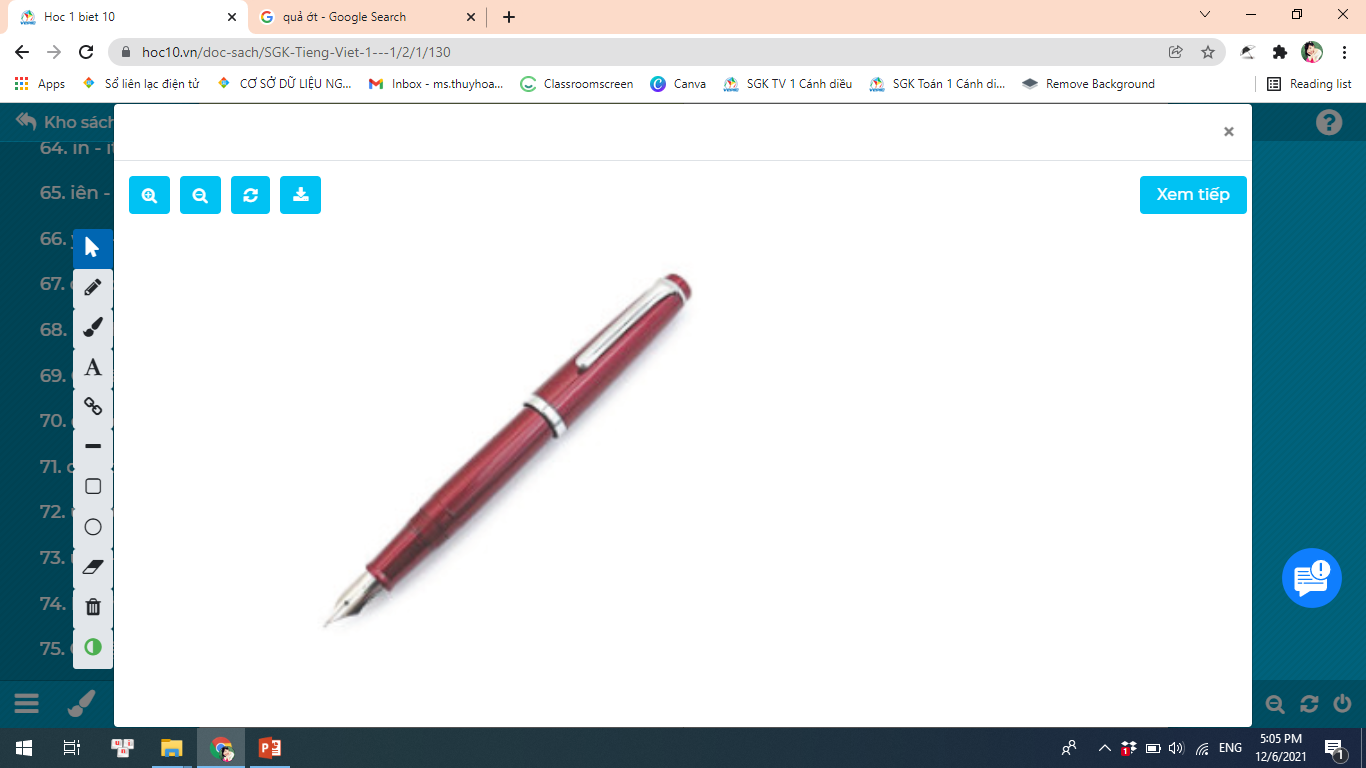 Hoc 1 biet 10
quả ớt - Google Search
hoc10.vn/doc-sach/SGK-Tieng-Viet-1---1/2/1/130
Apps
Sổ liên lạc điện tử
CƠ SỞ DỮ LIỆU NG...
Inbox - ms.thuyhoa...
Classroomscreen
Canva
SGK TV 1 Cánh diều
SGK Toán 1 Cánh di...
Remove Background
Reading list
Kho sách
64. in - it
65. iên -
66.
67.
68.
69.
70.
71.
72.
73.
74.
75.
Xem tiếp
A
ENG
5:05 PM
12/6/2021
1
1